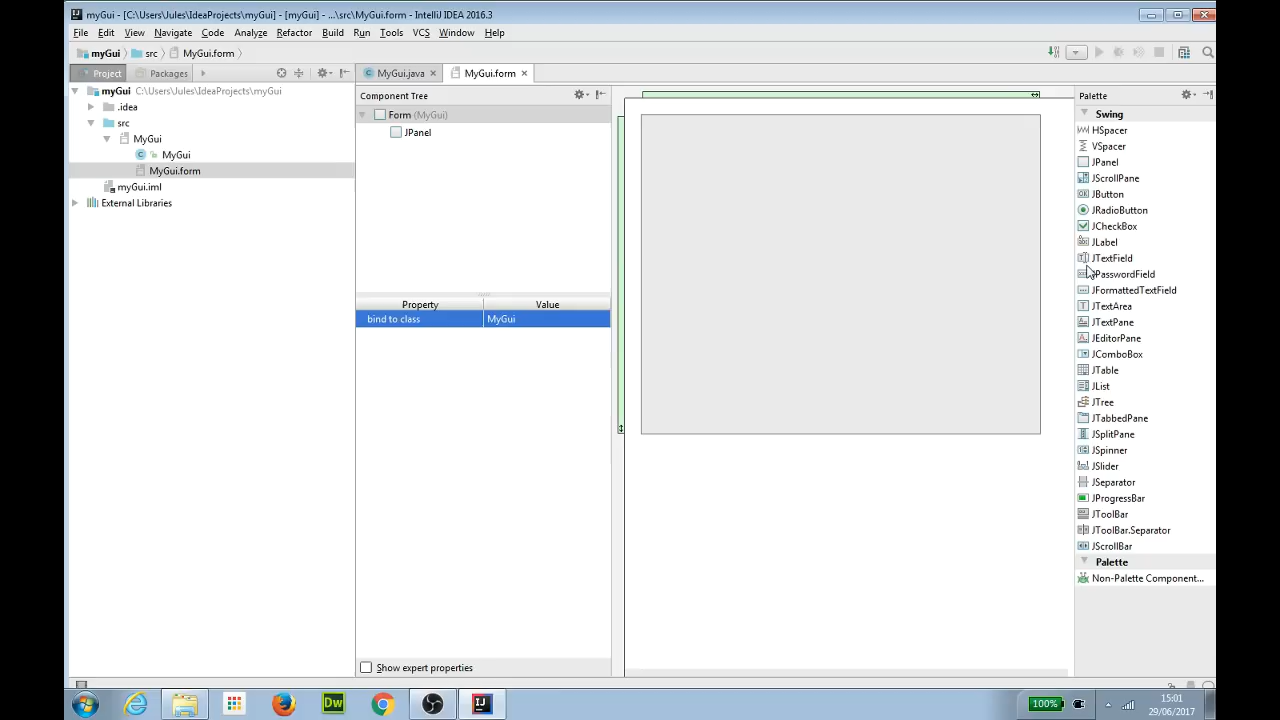 myGui - [C:\Users\Jules\IdeaProjects\myGui] - [myGui] - ...\src\MyGui.form - IntelliJ IDEA 2016.3
File Edit View Navigate Code Analyze Refactor Build Run Tools VCS Window Help
myGui src MyGui.form
Project Packages
MyGui.java MyGui.form
myGui C:\Users\Jules\IdeaProjects\myGui
.idea
src
MyGui
MyGui
MyGui.form
myGui.iml
External Libraries
Component Tree
Form (MyGui)
JPanel
Property Value
bind to class MyGui
Show expert properties
Palette
Swing
HSpacer
VSpacer
JPanel
JScrollPane
JButton
JRadioButton
JCheckBox
JLabel
JTextField
JPasswordField
JFormattedTextField
JTextArea
JTextPane
JEditorPane
JComboBox
JTable
JList
JTree
JTabbedPane
JSplitPane
JSpinner
JSlider
JSeparator
JProgressBar
JToolBar
JToolBar.Separator
JScrollBar
Palette
Non-Palette Component...
Dw
IJ
100%
15:01
29/06/2017